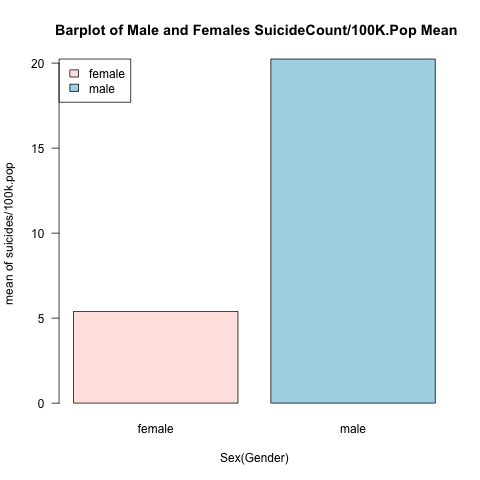 Barplot of Male and Females SuicideCount/100K.Pop Mean
female
male
20
15
10
5
0
mean of suicides/100k.pop
female
male
Sex(Gender)